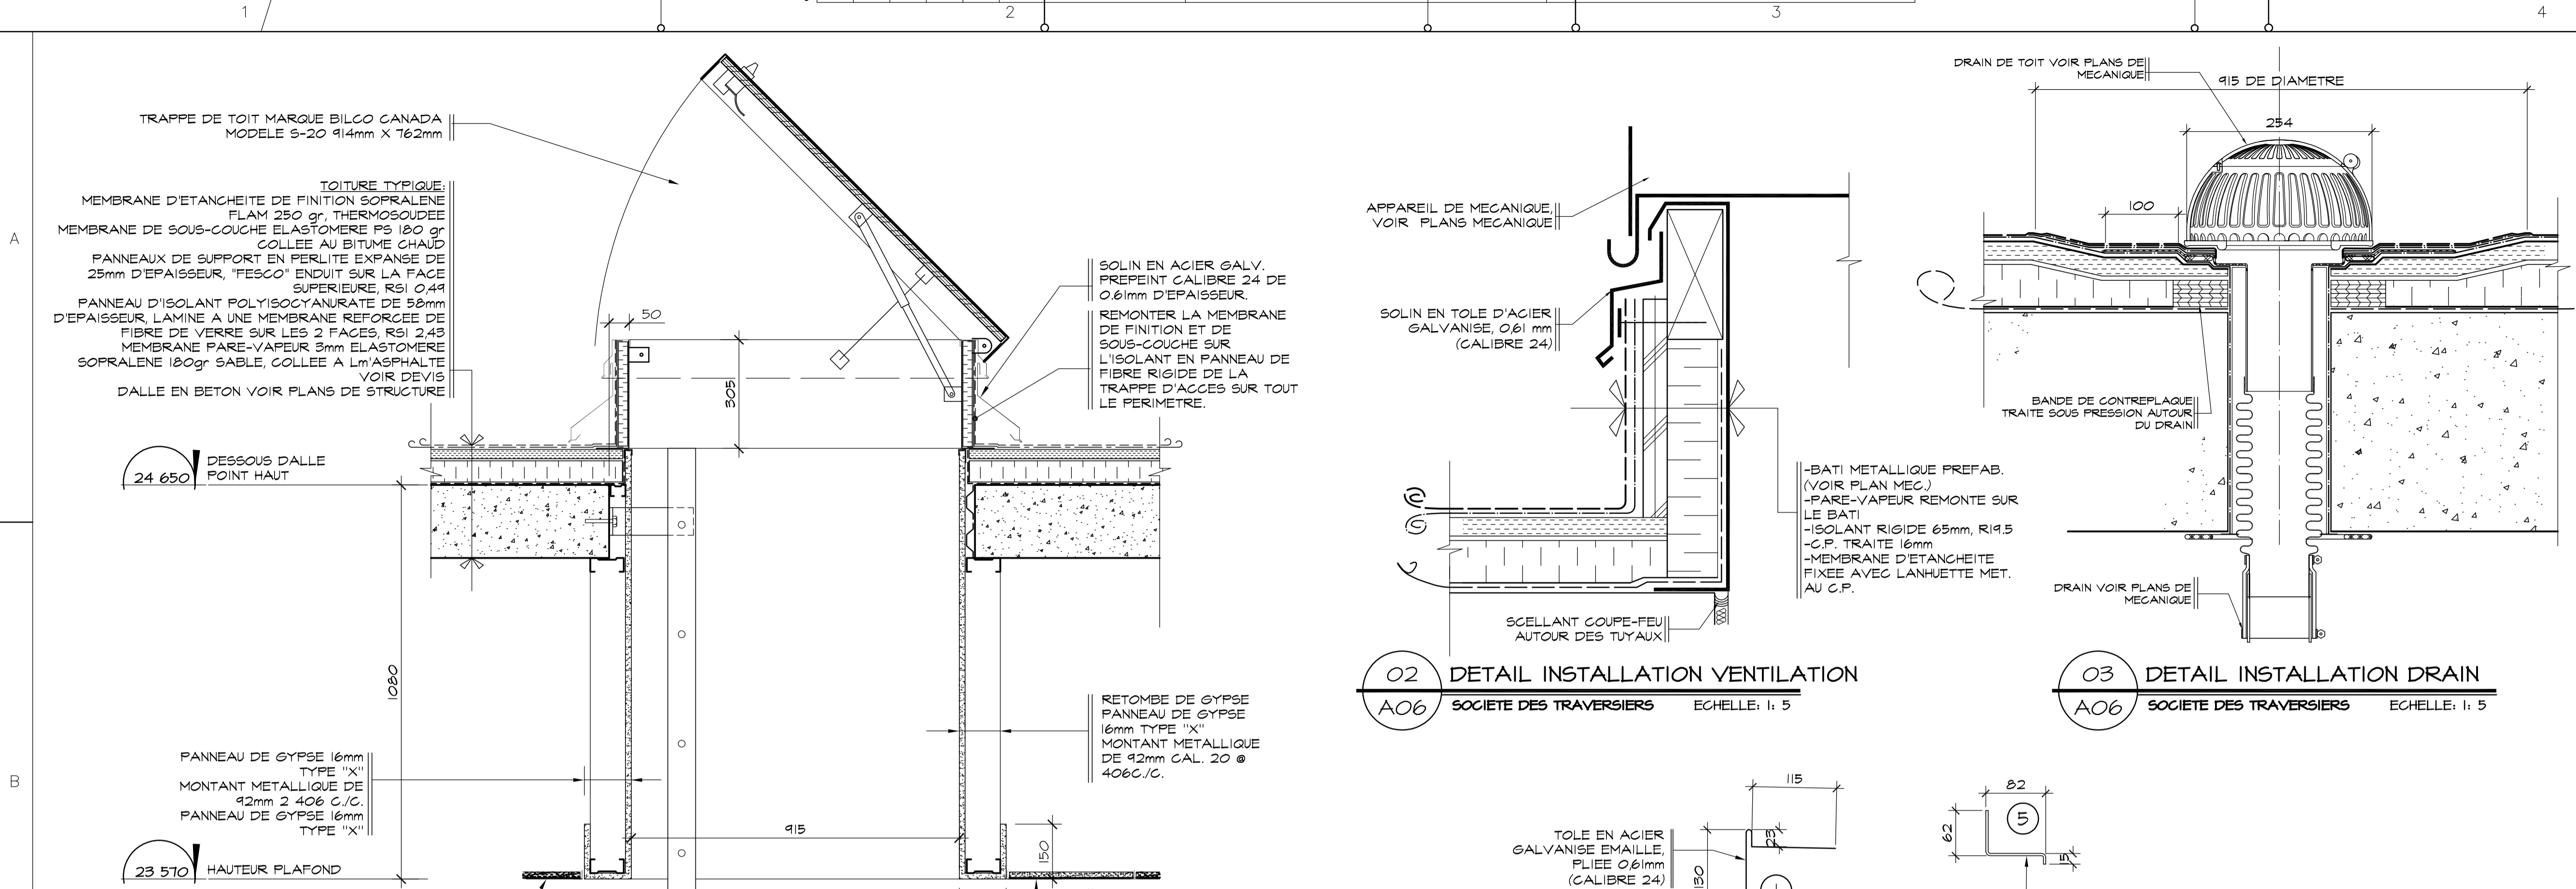 1
2
3
4
A
B
TRAPPE DE TOIT MARQUE BILCO CANADA
MODELE S-20 914mm X 762mm
TOITURE TYPIQUE:
MEMBRANE D'ETANCHEITE DE FINITION SOPRALENE
FLAM 250 gr, THERMOSOUDEE
MEMBRANE DE SOUS-COUCHE ELASTOMERE PS 180 gr
COLLEE AU BITUME CHAUD
PANNEAUX DE SUPPORT EN PERLITE EXPANSE DE
25mm D'EPAISSEUR, "FESCO" ENDUIT SUR LA FACE
SUPERIEURE, RSI 0,49
PANNEAU D'ISOLANT POLYISOCYANURATE DE 58mm
D'EPAISSEUR, LAMINE A UNE MEMBRANE REFORCEE DE
FIBRE DE VERRE SUR LES 2 FACES, RSI 2,43
MEMBRANE PARE-VAPEUR 3mm ELASTOMERE
SOPRALENE 180gr SABLE, COLLEE A Lm'ASPHALTE
VOIR DEVIS
DALLE EN BETON VOIR PLANS DE STRUCTURE
24 650
DESSOUS DALLE
POINT HAUT
50
305
1080
915
150
SOLIN EN ACIER GALV.
PREPEINT CALIBRE 24 DE
0.61mm D'EPAISSEUR.
REMONTER LA MEMBRANE
DE FINITION ET DE
SOUS-COUCHE SUR
L'ISOLANT EN PANNEAU DE
FIBRE RIGIDE DE LA
TRAPPE D'ACCES SUR TOUT
LE PERIMETRE.
RETOMBE DE GYPSE
PANNEAU DE GYPSE
16mm TYPE "X"
MONTANT METALLIQUE
DE 92mm CAL. 20 @
406C./C.
PANNEAU DE GYPSE 16mm
TYPE "X"
MONTANT METALLIQUE DE
92mm 2 406 C./C.
PANNEAU DE GYPSE 16mm
TYPE "X"
23 570
HAUTEUR PLAFOND
APPAREIL DE MECANIQUE,
VOIR PLANS MECANIQUE
SOLIN EN TOLE D'ACIER
GALVANISE, 0,61 mm
(CALIBRE 24)
-BATI METALLIQUE PREFAB.
(VOIR PLAN MEC.)
-PARE-VAPEUR REMONTE SUR
LE BATI
-ISOLANT RIGIDE 65mm, R19.5
-C.P. TRAITE 16mm
-MEMBRANE D'ETANCHEITE
FIXEE AVEC LANHUETTE MET.
AU C.P.
SCELLANT COUPE-FEU
AUTOUR DES TUYAUX
02
A06
DETAIL INSTALLATION VENTILATION
SOCIETE DES TRAVERSIERS ECHELLE: 1: 5
DRAIN DE TOIT VOIR PLANS DE
MECANIQUE
915 DE DIAMETRE
254
100
BANDE DE CONTREPLAQUE
TRAITE SOUS PRESSION AUTOUR
DU DRAIN
DRAIN VOIR PLANS DE
MECANIQUE
03
A06
DETAIL INSTALLATION DRAIN
SOCIETE DES TRAVERSIERS ECHELLE: 1: 5
115
23
130
TOLE EN ACIER
GALVANISE EMAILLE,
PLIEE 0,61mm
(CALIBRE 24)
82
62
5
15